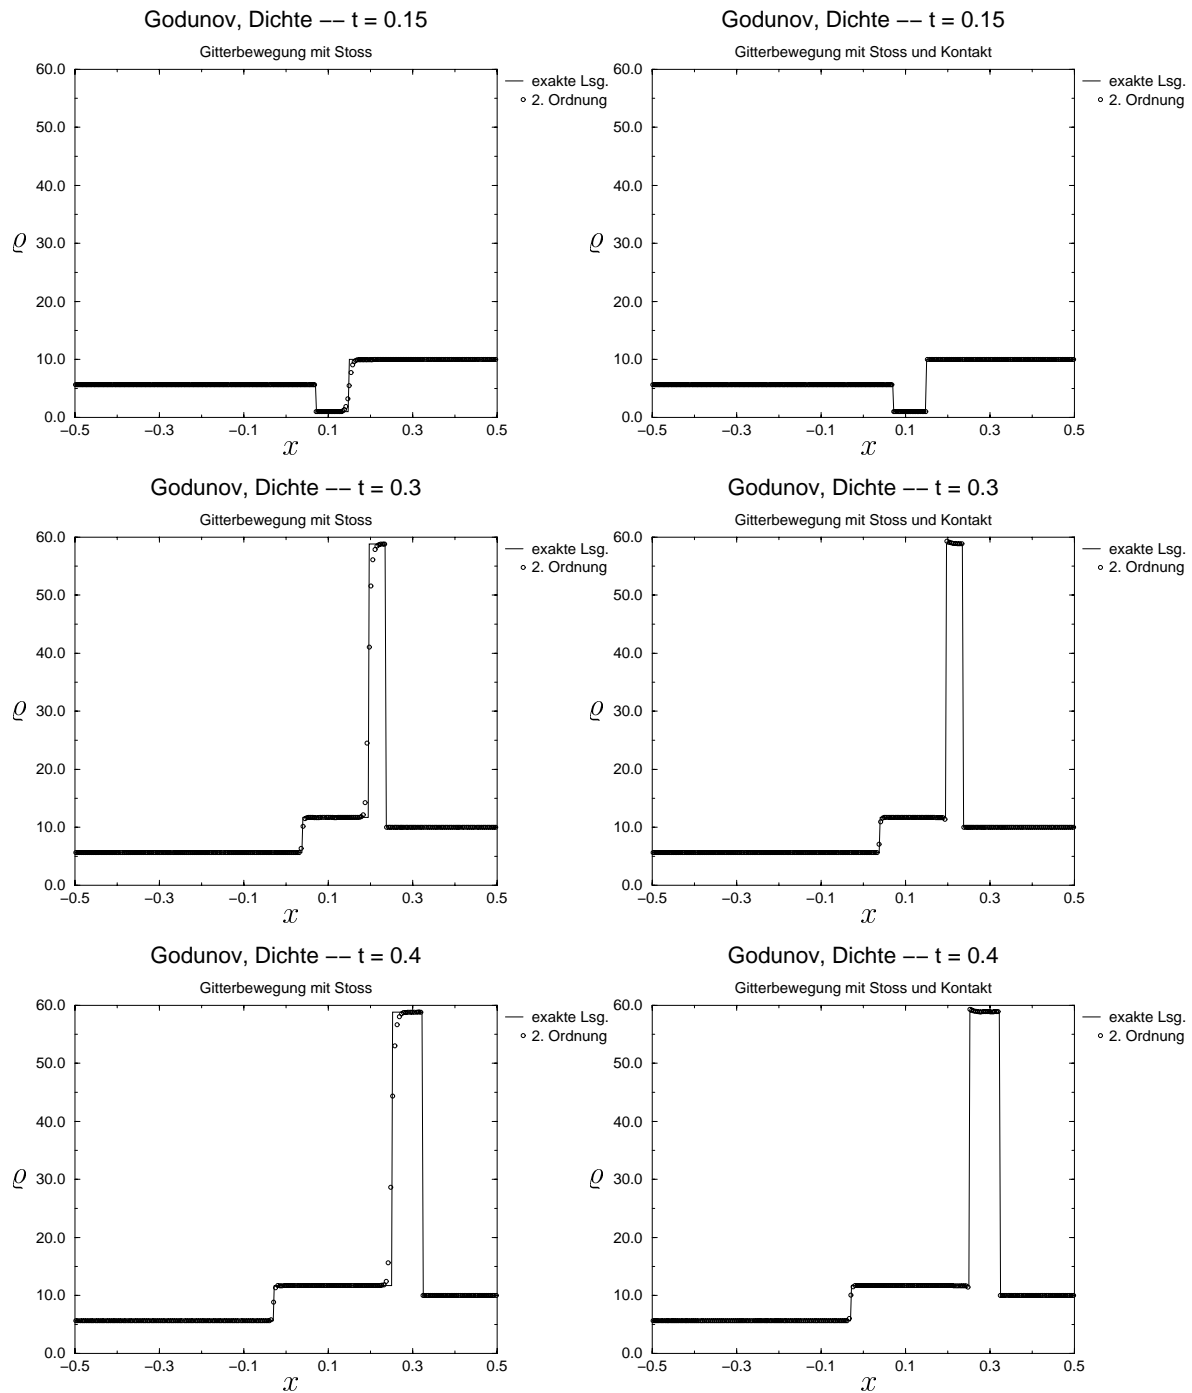 Godunov, Dichte −− t = 0.15
Gitterbewegung mit Stoss
60.0
50.0
40.0
30.0
20.0
10.0
0.0
ϱ
−0.5
−0.3
−0.1
0.1
0.3
0.5
x
exakte Lsg.
2. Ordnung
Godunov, Dichte −− t = 0.15
Gitterbewegung mit Stoss und Kontakt
60.0
50.0
40.0
30.0
20.0
10.0
0.0
ϱ
−0.5
−0.3
−0.1
0.1
0.3
0.5
x
exakte Lsg.
2. Ordnung
Godunov, Dichte −− t = 0.3
Gitterbewegung mit Stoss
60.0
50.0
40.0
30.0
20.0
10.0
0.0
ϱ
−0.5
−0.3
−0.1
0.1
0.3
0.5
x
exakte Lsg.
2. Ordnung
Godunov, Dichte −− t = 0.3
Gitterbewegung mit Stoss und Kontakt
60.0
50.0
40.0
30.0
20.0
10.0
0.0
ϱ
−0.5
−0.3
−0.1
0.1
0.3
0.5
x
exakte Lsg.
2. Ordnung
Godunov, Dichte −− t = 0.4
Gitterbewegung mit Stoss
60.0
50.0
40.0
30.0
20.0
10.0
0.0
ϱ
−0.5
−0.3
−0.1
0.1
0.3
0.5
x
exakte Lsg.
2. Ordnung
Godunov, Dichte −− t = 0.4
Gitterbewegung mit Stoss und Kontakt
60.0
50.0
40.0
30.0
20.0
10.0
0.0
ϱ
−0.5
−0.3
−0.1
0.1
0.3
0.5
x
exakte Lsg.
2. Ordnung